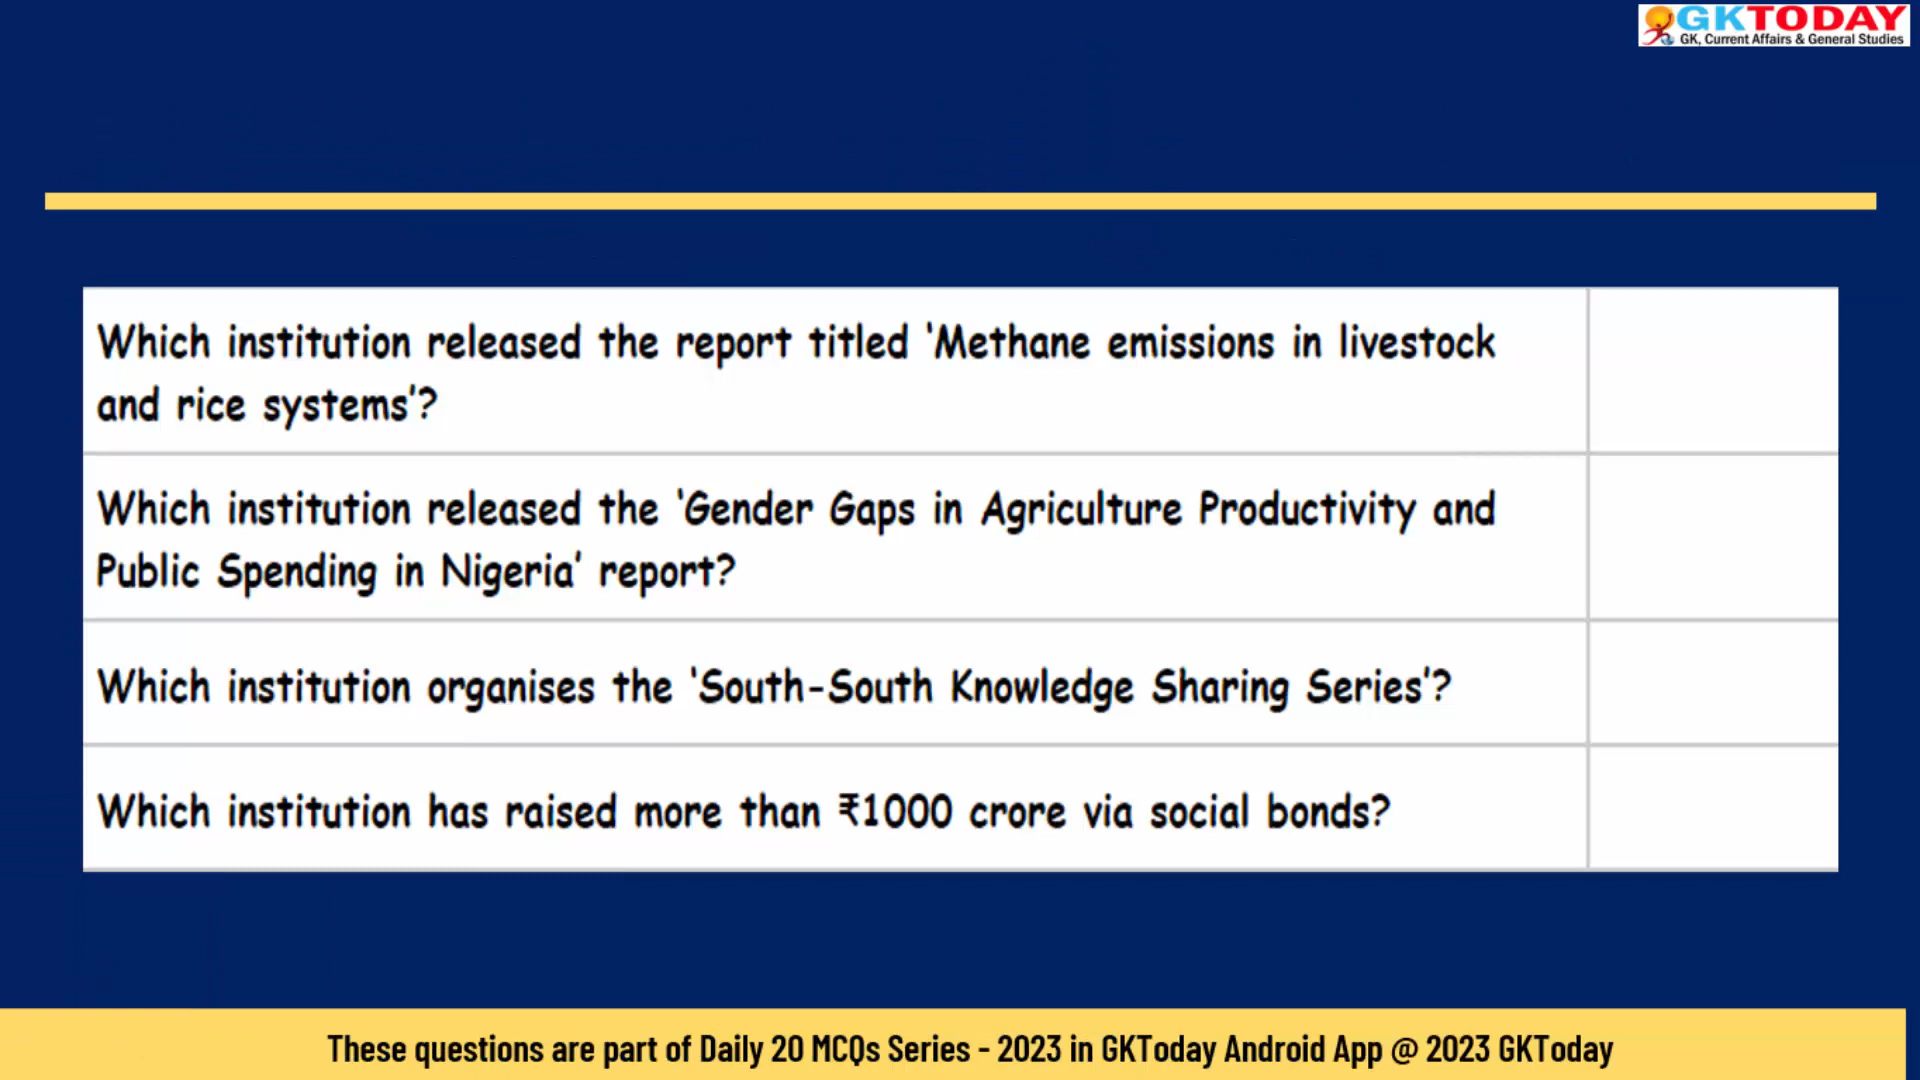 GKTODAY
GK, Current Affairs & General Studies
Which institution released the report titled ‘Methane emissions in livestock
and rice systems’?
Which institution released the ‘Gender Gaps in Agriculture Productivity and
Public Spending in Nigeria’ report?
Which institution organises the ‘South-South Knowledge Sharing Series’?
Which institution has raised more than ₹1000 crore via social bonds?
These questions are part of Daily 20 MCQs Series - 2023 in GKToday Android App @ 2023 GKToday